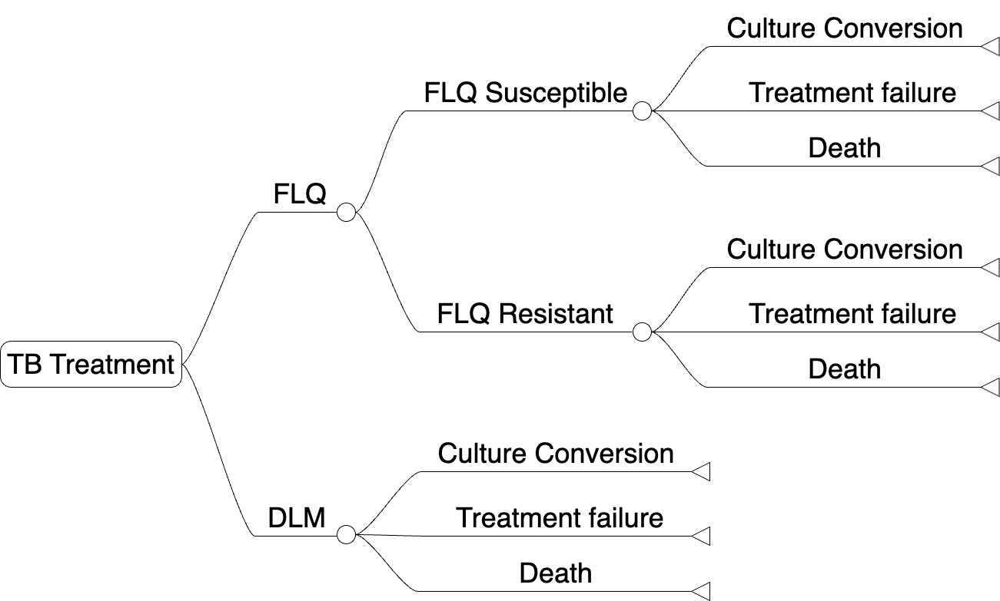 Culture Conversion
FLQ Susceptible
Treatment failure
Death
FLQ
Culture Conversion
FLQ Resistant
Treatment failure
Death
TB Treatment
Culture Conversion
DLM
Treatment failure
Death